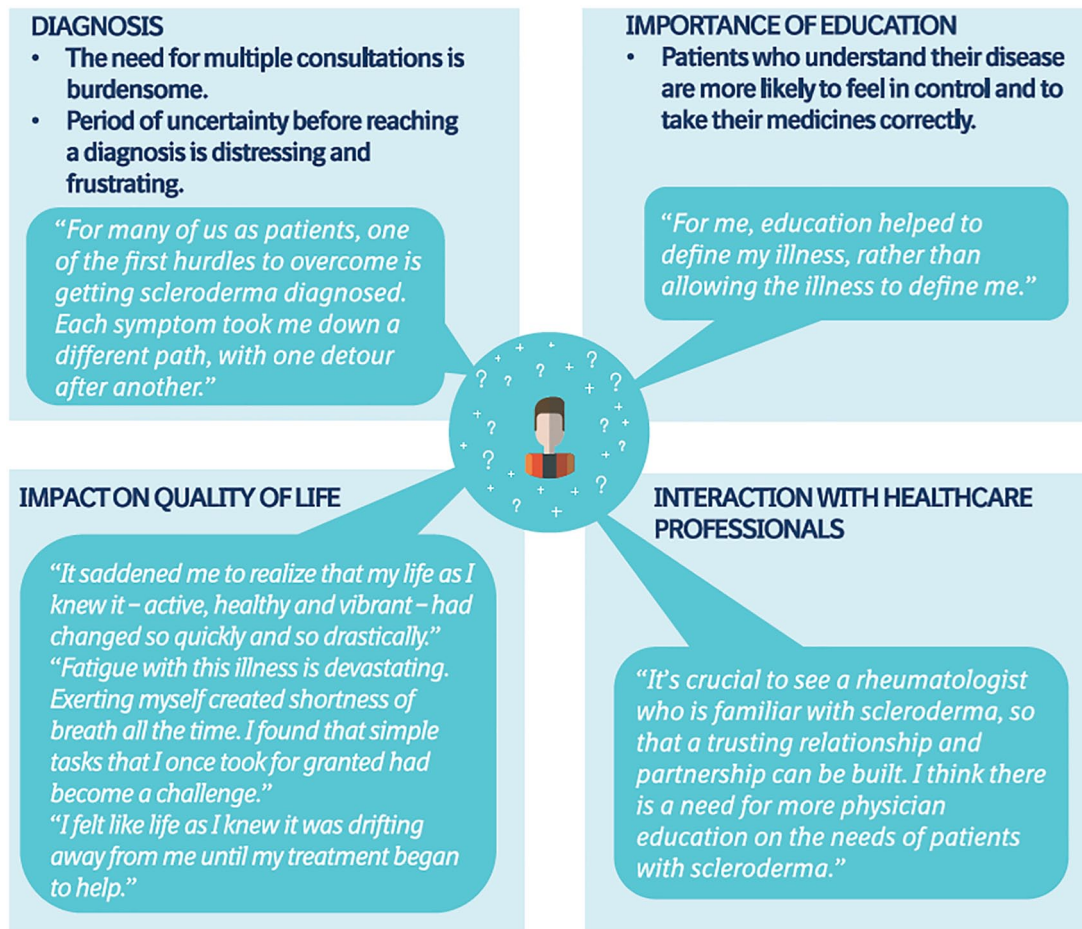 DIAGNOSIS
• The need for multiple consultations is
burdensome.
• Period of uncertainty before reaching
a diagnosis is distressing and
frustrating.
“For many of us as patients, one
of the first hurdles to overcome is
getting scleroderma diagnosed.
Each symptom took me down a
different path, with one detour
after another.”
IMPORTANCE OF EDUCATION
• Patients who understand their disease
are more likely to feel in control and to
take their medicines correctly.
“For me, education helped to
define my illness, rather than
allowing the illness to define me.”
IMPACT ON QUALITY OF LIFE
“It saddened me to realize that my life as I
knew it – active, healthy and vibrant – had
changed so quickly and so drastically.”
“Fatigue with this illness is devastating.
Exerting myself created shortness of
breath all the time. I found that simple
tasks that I once took for granted had
become a challenge.”
“I felt like life as I knew it was drifting
away from me until my treatment began
to help.”
INTERACTION WITH HEALTHCARE
PROFESSIONALS
“It’s crucial to see a rheumatologist
who is familiar with scleroderma, so
that a trusting relationship and
partnership can be built. I think there
is a need for more physician
education on the needs of patients
with scleroderma.”